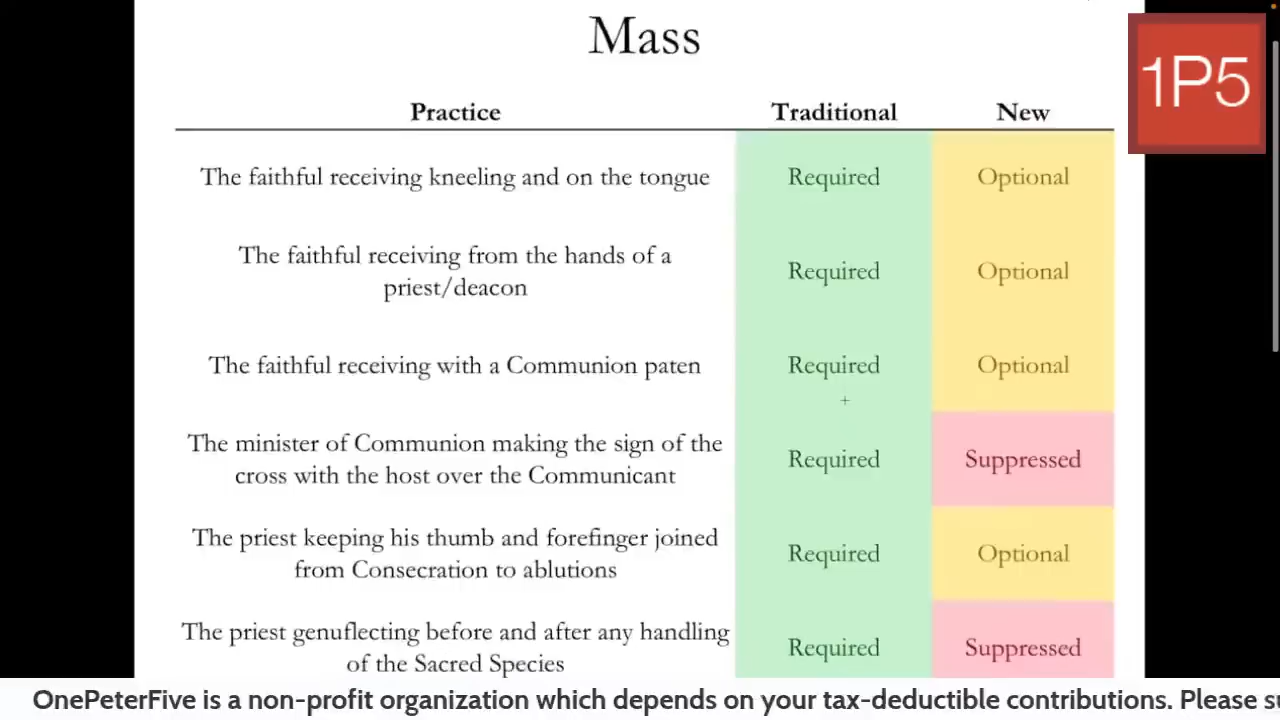 Mass
1P5
Practice Traditional New
The faithful receiving kneeling and on the tongue Required Optional
The faithful receiving from the hands of a
priest/deacon Required Optional
The faithful receiving with a Communion paten Required Optional
+
The minister of Communion making the sign of the
cross with the host over the Communicant Required Suppressed
The priest keeping his thumb and forefinger joined
from Consecration to ablutions Required Optional
The priest genuflecting before and after any handling
of the Sacred Species Required Suppressed
OnePeterFive is a non-profit organization which depends on your tax-deductible contributions. Please su